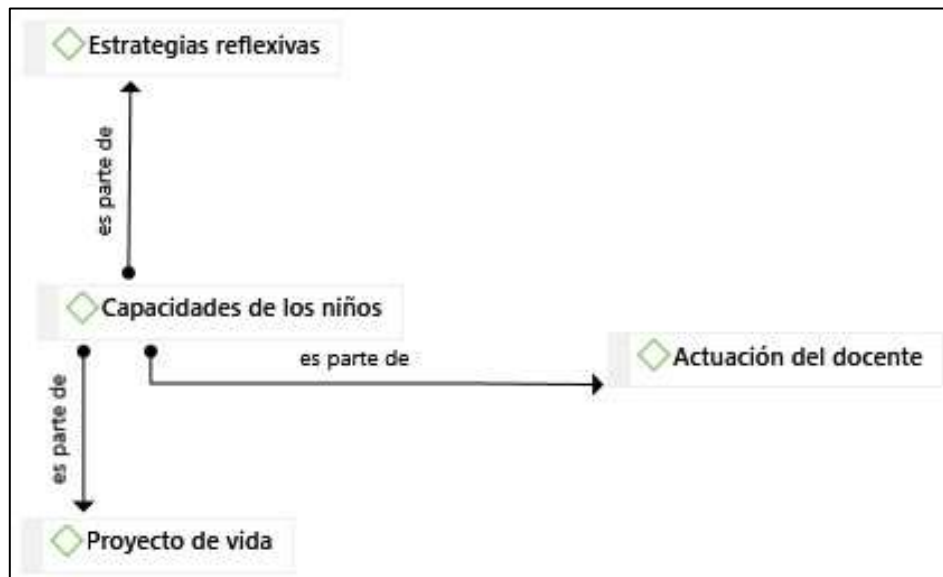 Estrategias reflexivas
es parte de
Capacidades de los niños
es parte de
Actuación del docente
es parte de
Proyecto de vida